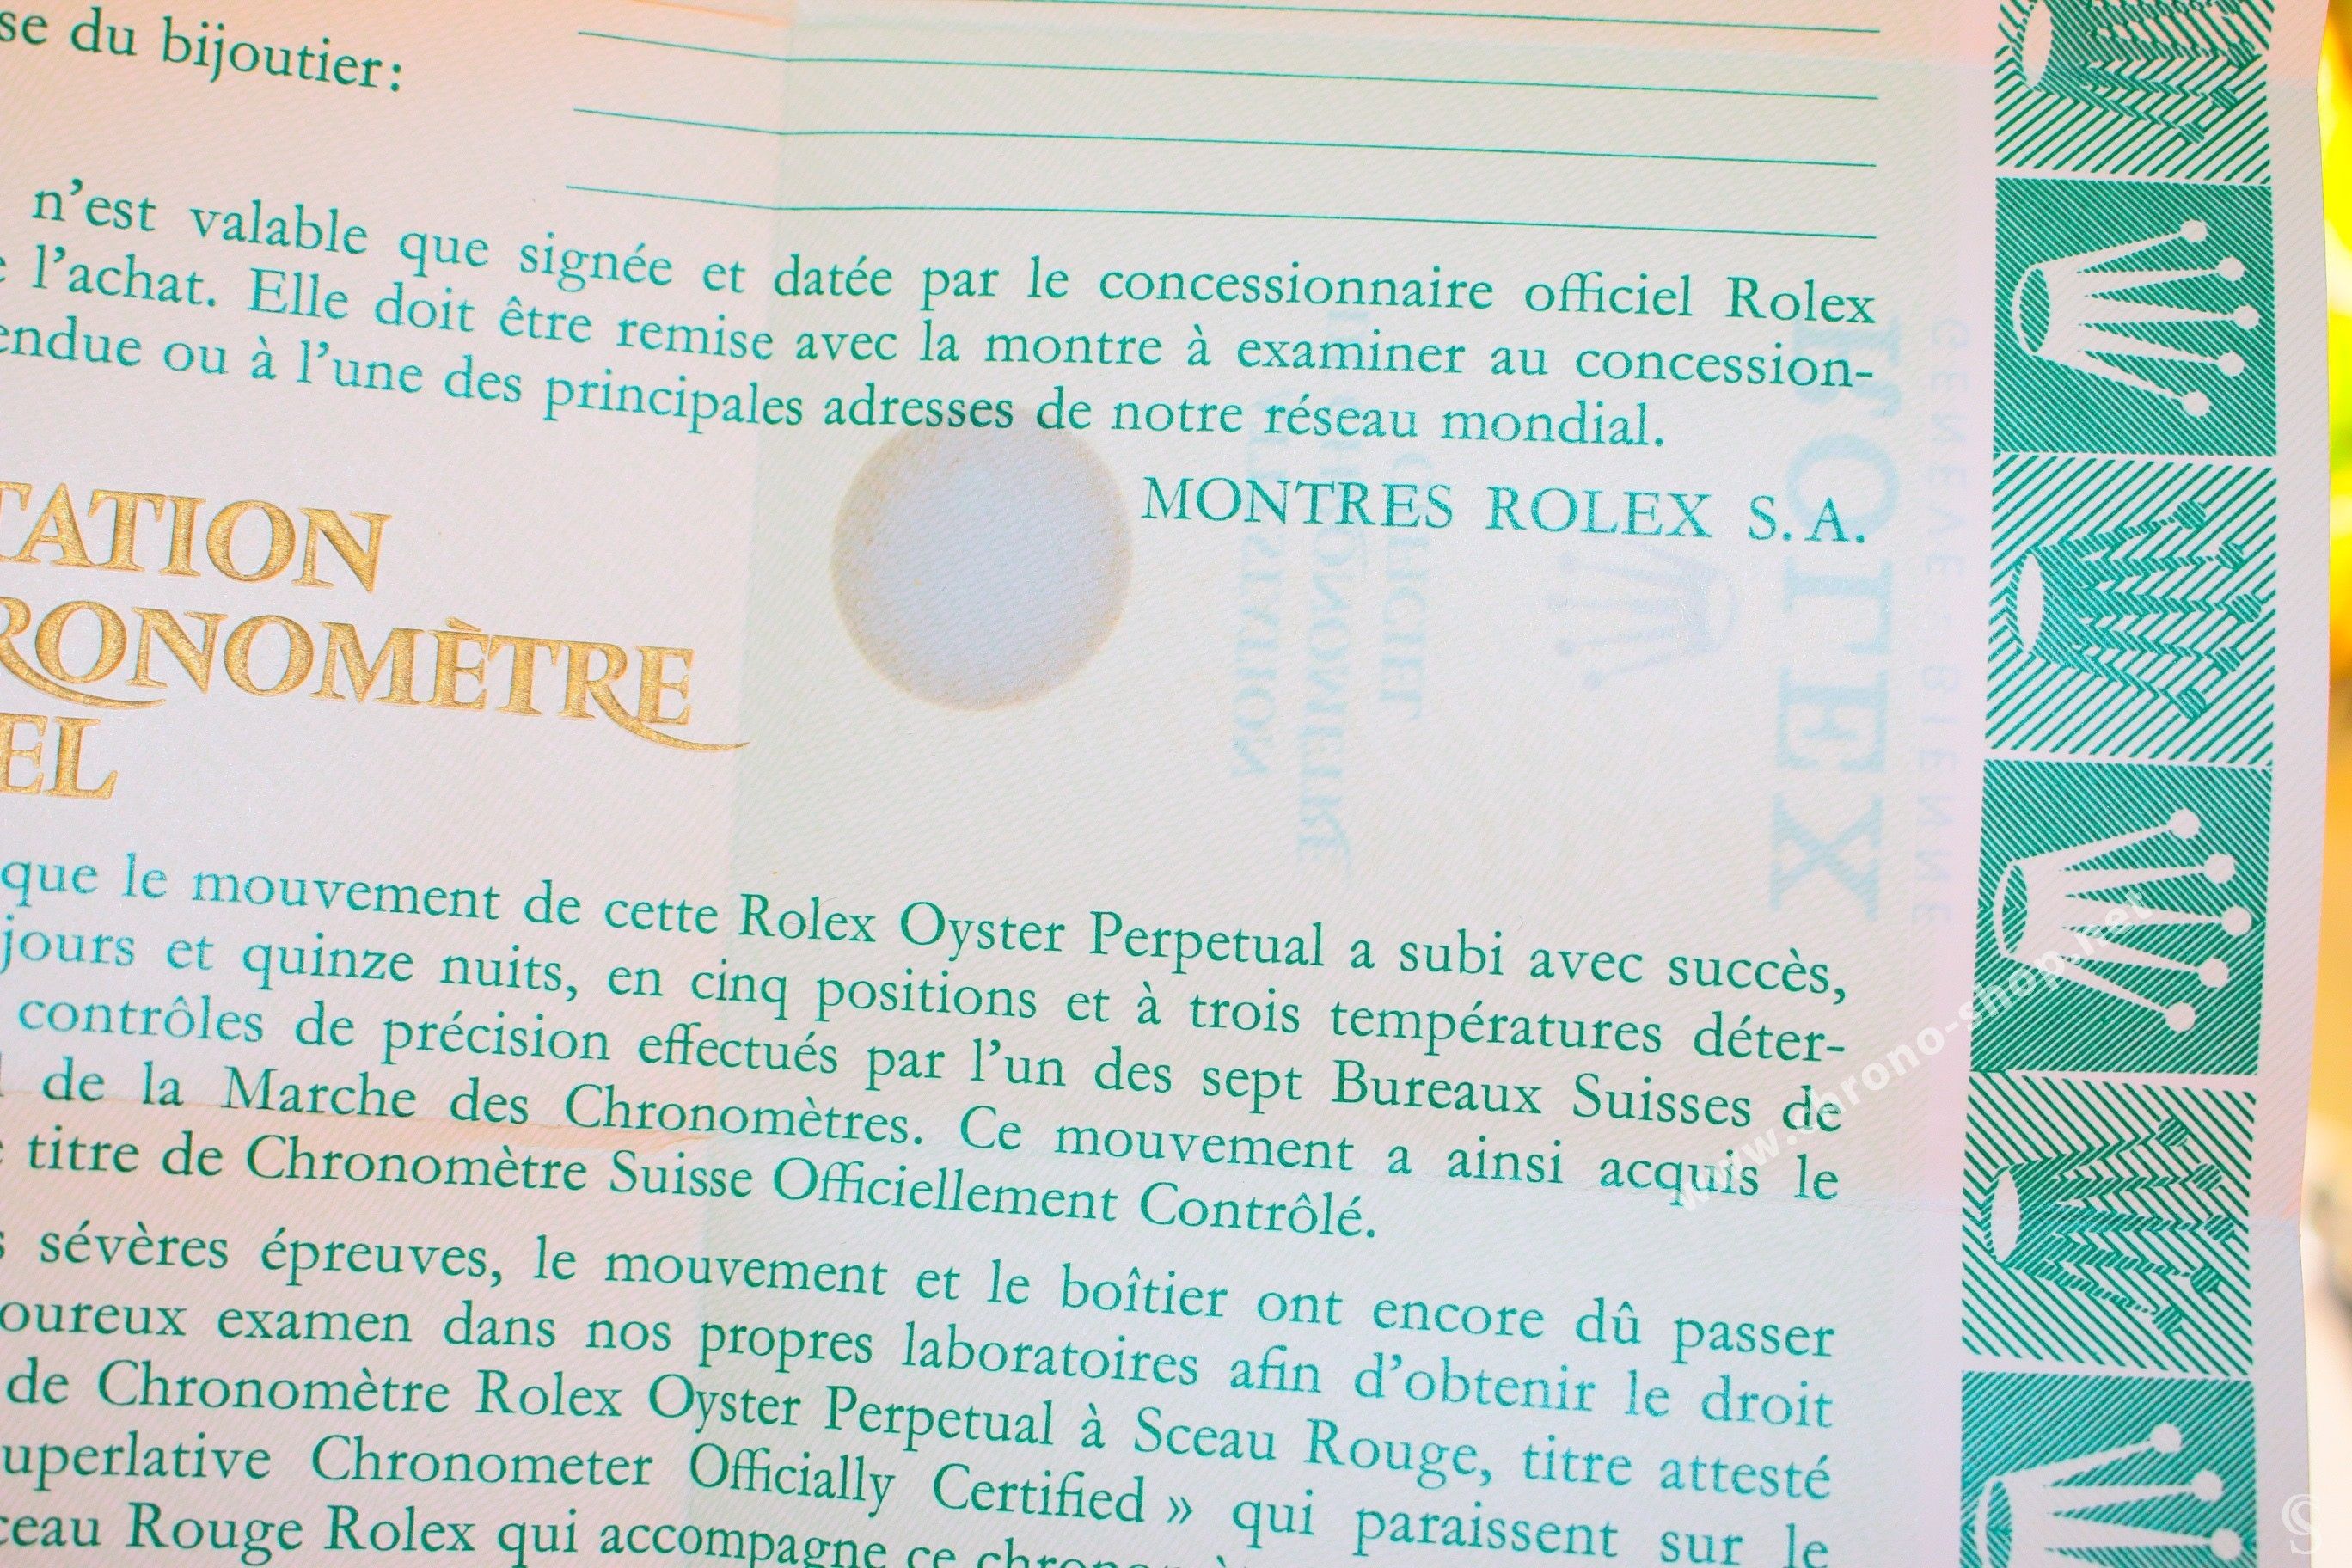 du bijoutier:
n’est valable que signée et datée par le concessionnaire officiel Rolex
l’achat. Elle doit être remise avec la montre à examiner au concession-
ou à l’une des principales adresses de notre réseau mondial.
MONTRES ROLEX S. A.
TATION
RONOMÈTRE
EL
que le mouvement de cette Rolex Oyster Perpetual a subi avec succès,
jours et quinze nuits, en cinq positions et à trois températures déter-
contrôles de précision effectués par l’un des sept Bureaux Suisses de
de la Marche des Chronomètres. Ce mouvement a ainsi acquis le
titre de Chronomètre Suisse Officiellement Contrôlé.
sévères épreuves, le mouvement et le boîtier ont encore dû passer
oureux examen dans nos propres laboratoires afin d’obtenir le droit
de Chronomètre Rolex Oyster Perpetual à Sceau Rouge, titre attesté
uperlative Chronometer Officially Certified » qui paraissent sur le
ceau Rouge Rolex qui accompagne ce
ROLEX
GENEVE - BIENNE
ATTESTATION
CHRONOMETRE
OFFICIEL
www.chrono-shop.net